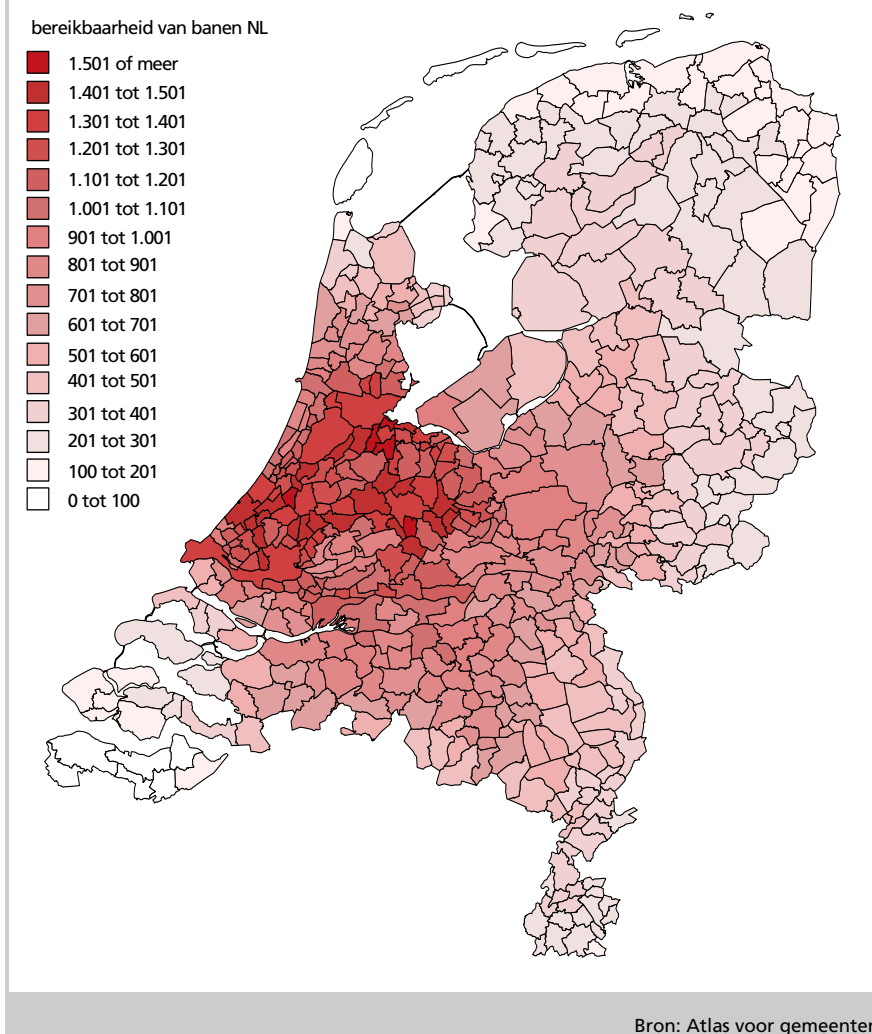 bereikbaarheid van banen NL
1.501 of meer
1.401 tot 1.501
1.301 tot 1.401
1.201 tot 1.301
1.101 tot 1.201
1.001 tot 1.101
901 tot 1.001
801 tot 901
701 tot 801
601 tot 701
501 tot 601
401 tot 501
301 tot 401
201 tot 301
100 tot 201
0 tot 100
Bron: Atlas voor gemeenten